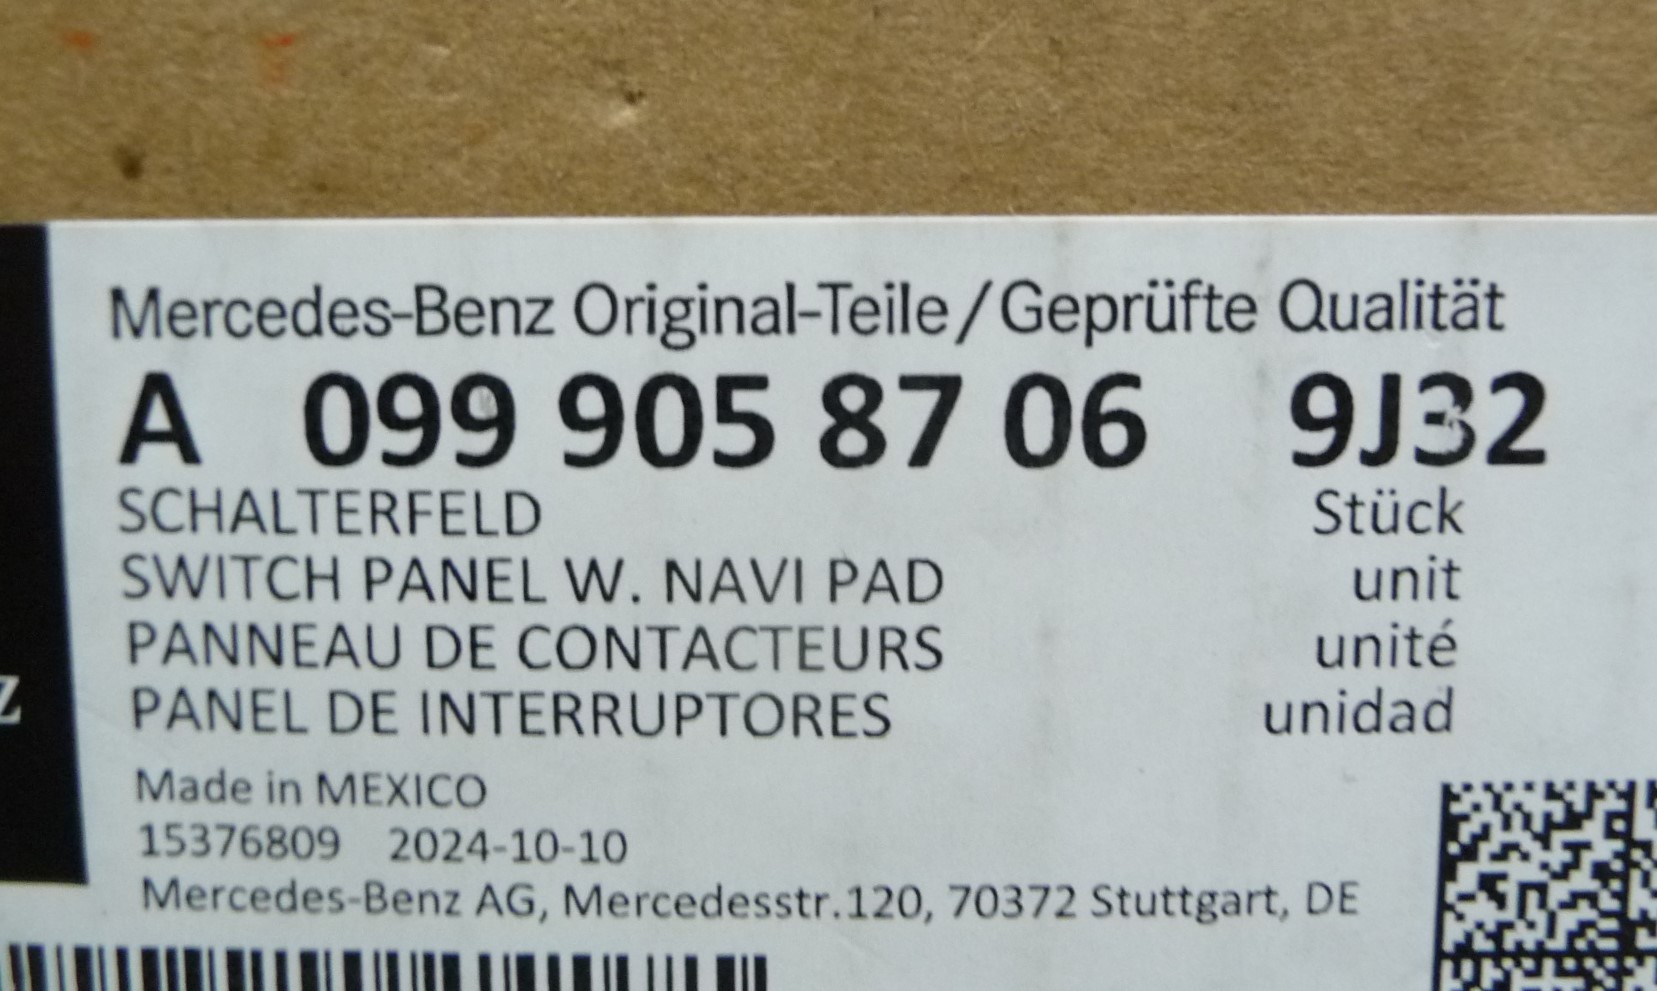 Mercedes-Benz Original-Teile/Geprüfte Qualität
A 099 905 87 06 9J32
SCHALTERFELD Stück
SWITCH PANEL W. NAVI PAD unit
PANNEAU DE CONTACTEURS unité
PANEL DE INTERRUPTORES unidad
Made in MEXICO
15376809 2024-10-10
Mercedes-Benz AG, Mercedesstr.120, 70372 Stuttgart, DE